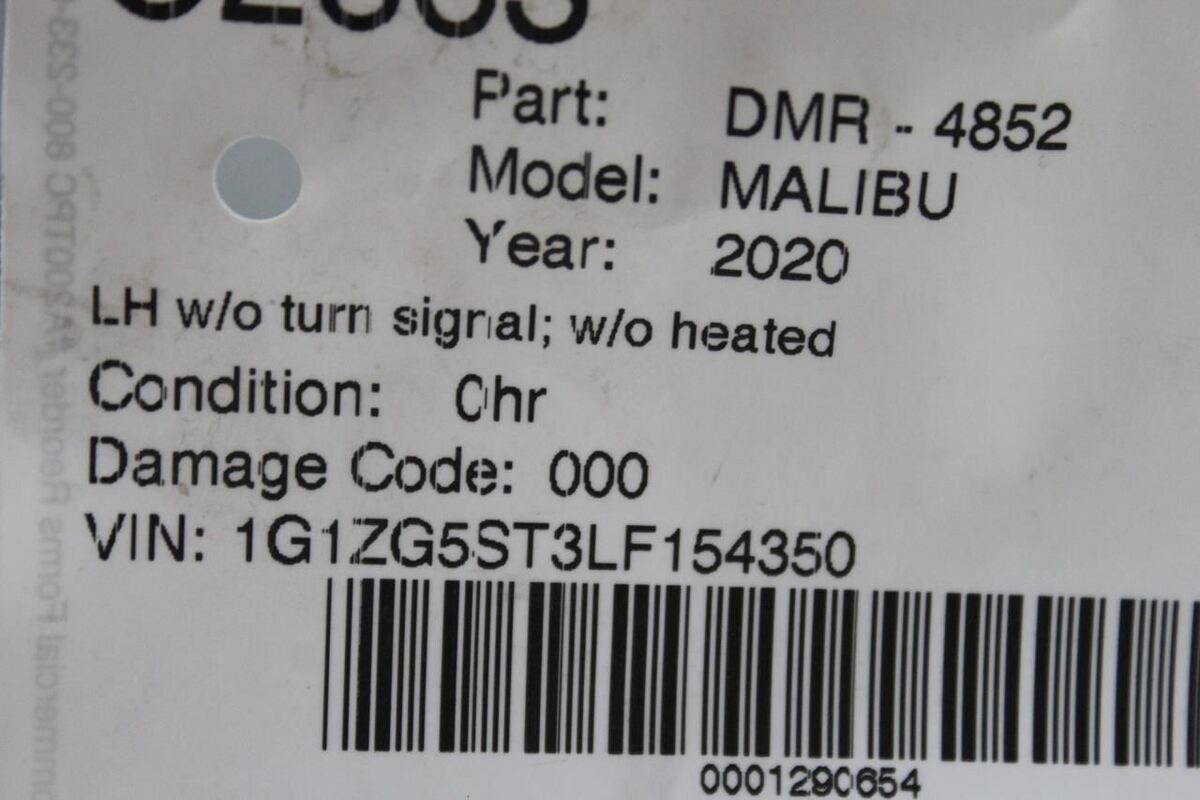 Part: DMR - 4852
Model: MALIBU
Year: 2020
LH w/o turn signal; w/o heated
Condition: 0hr
Damage Code: 000
VIN: 1G1ZG5ST3LF154350
0001290654